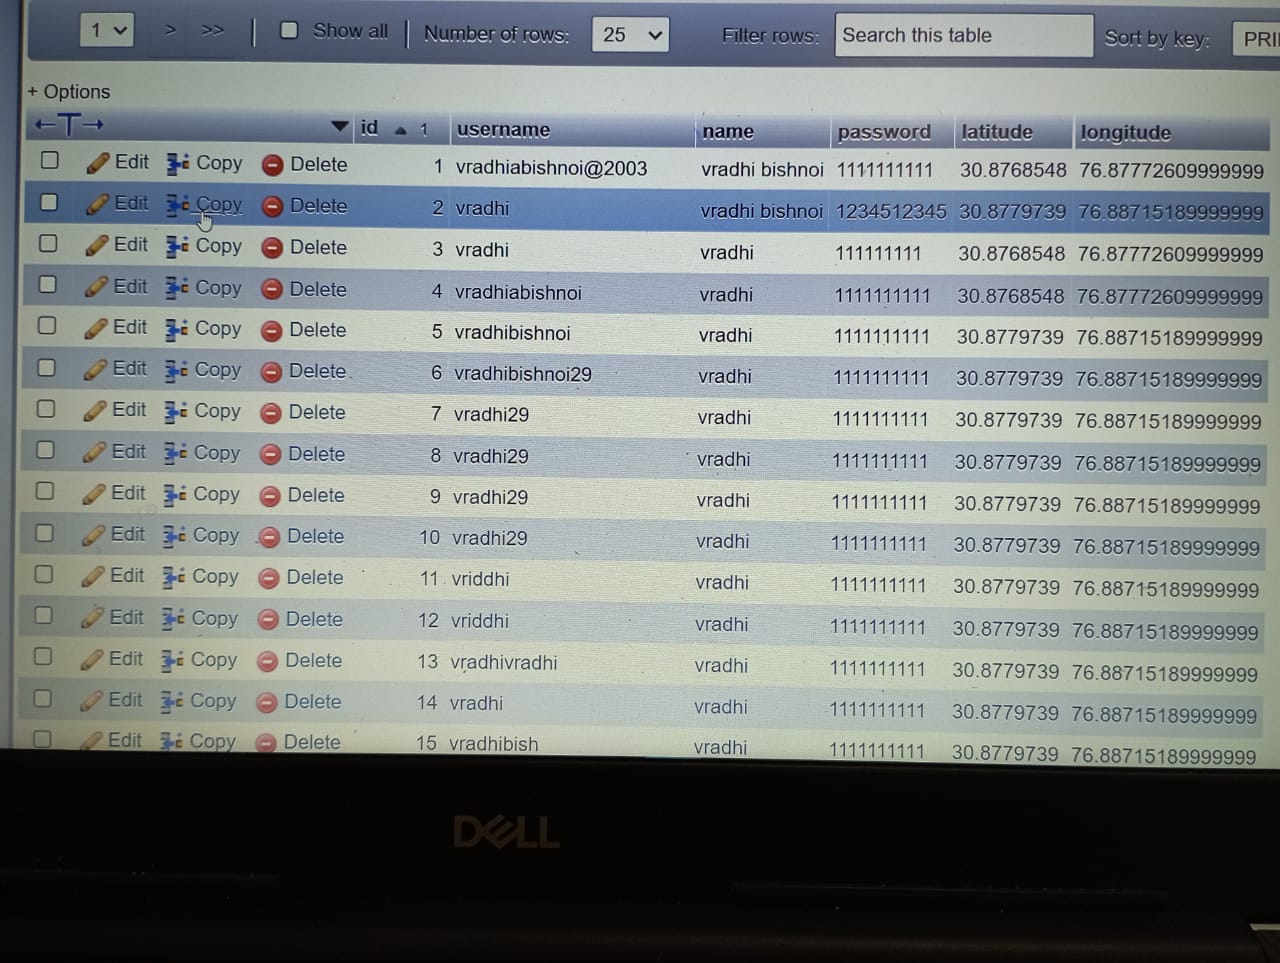 1 > >> | Show all | Number of rows: 25 Filter rows: Search this table Sort by key: PRI
+ Options
←T→ id 1 username name password latitude longitude
Edit Copy Delete 1 vradhiabishnoi@2003 vradhi bishnoi 1111111111 30.8768548 76.87772609999999
Edit Copy Delete 2 vradhi vradhi bishnoi 1234512345 30.8779739 76.88715189999999
Edit Copy Delete 3 vradhi vradhi 111111111 30.8768548 76.87772609999999
Edit Copy Delete 4 vradhiabishnoi vradhi 1111111111 30.8768548 76.87772609999999
Edit Copy Delete 5 vradhibishnoi vradhi 1111111111 30.8779739 76.88715189999999
Edit Copy Delete 6 vradhibishnoi29 vradhi 1111111111 30.8779739 76.88715189999999
Edit Copy Delete 7 vradhi29 vradhi 1111111111 30.8779739 76.88715189999999
Edit Copy Delete 8 vradhi29 vradhi 1111111111 30.8779739 76.88715189999999
Edit Copy Delete 9 vradhi29 vradhi 1111111111 30.8779739 76.88715189999999
Edit Copy Delete 10 vradhi29 vradhi 1111111111 30.8779739 76.88715189999999
Edit Copy Delete 11 vriddhi vradhi 1111111111 30.8779739 76.88715189999999
Edit Copy Delete 12 vriddhi vradhi 1111111111 30.8779739 76.88715189999999
Edit Copy Delete 13 vradhivradhi vradhi 1111111111 30.8779739 76.88715189999999
Edit Copy Delete 14 vradhi vradhi 1111111111 30.8779739 76.88715189999999
Edit Copy Delete 15 vradhibish vradhi 1111111111 30.8779739 76.88715189999999
DELL